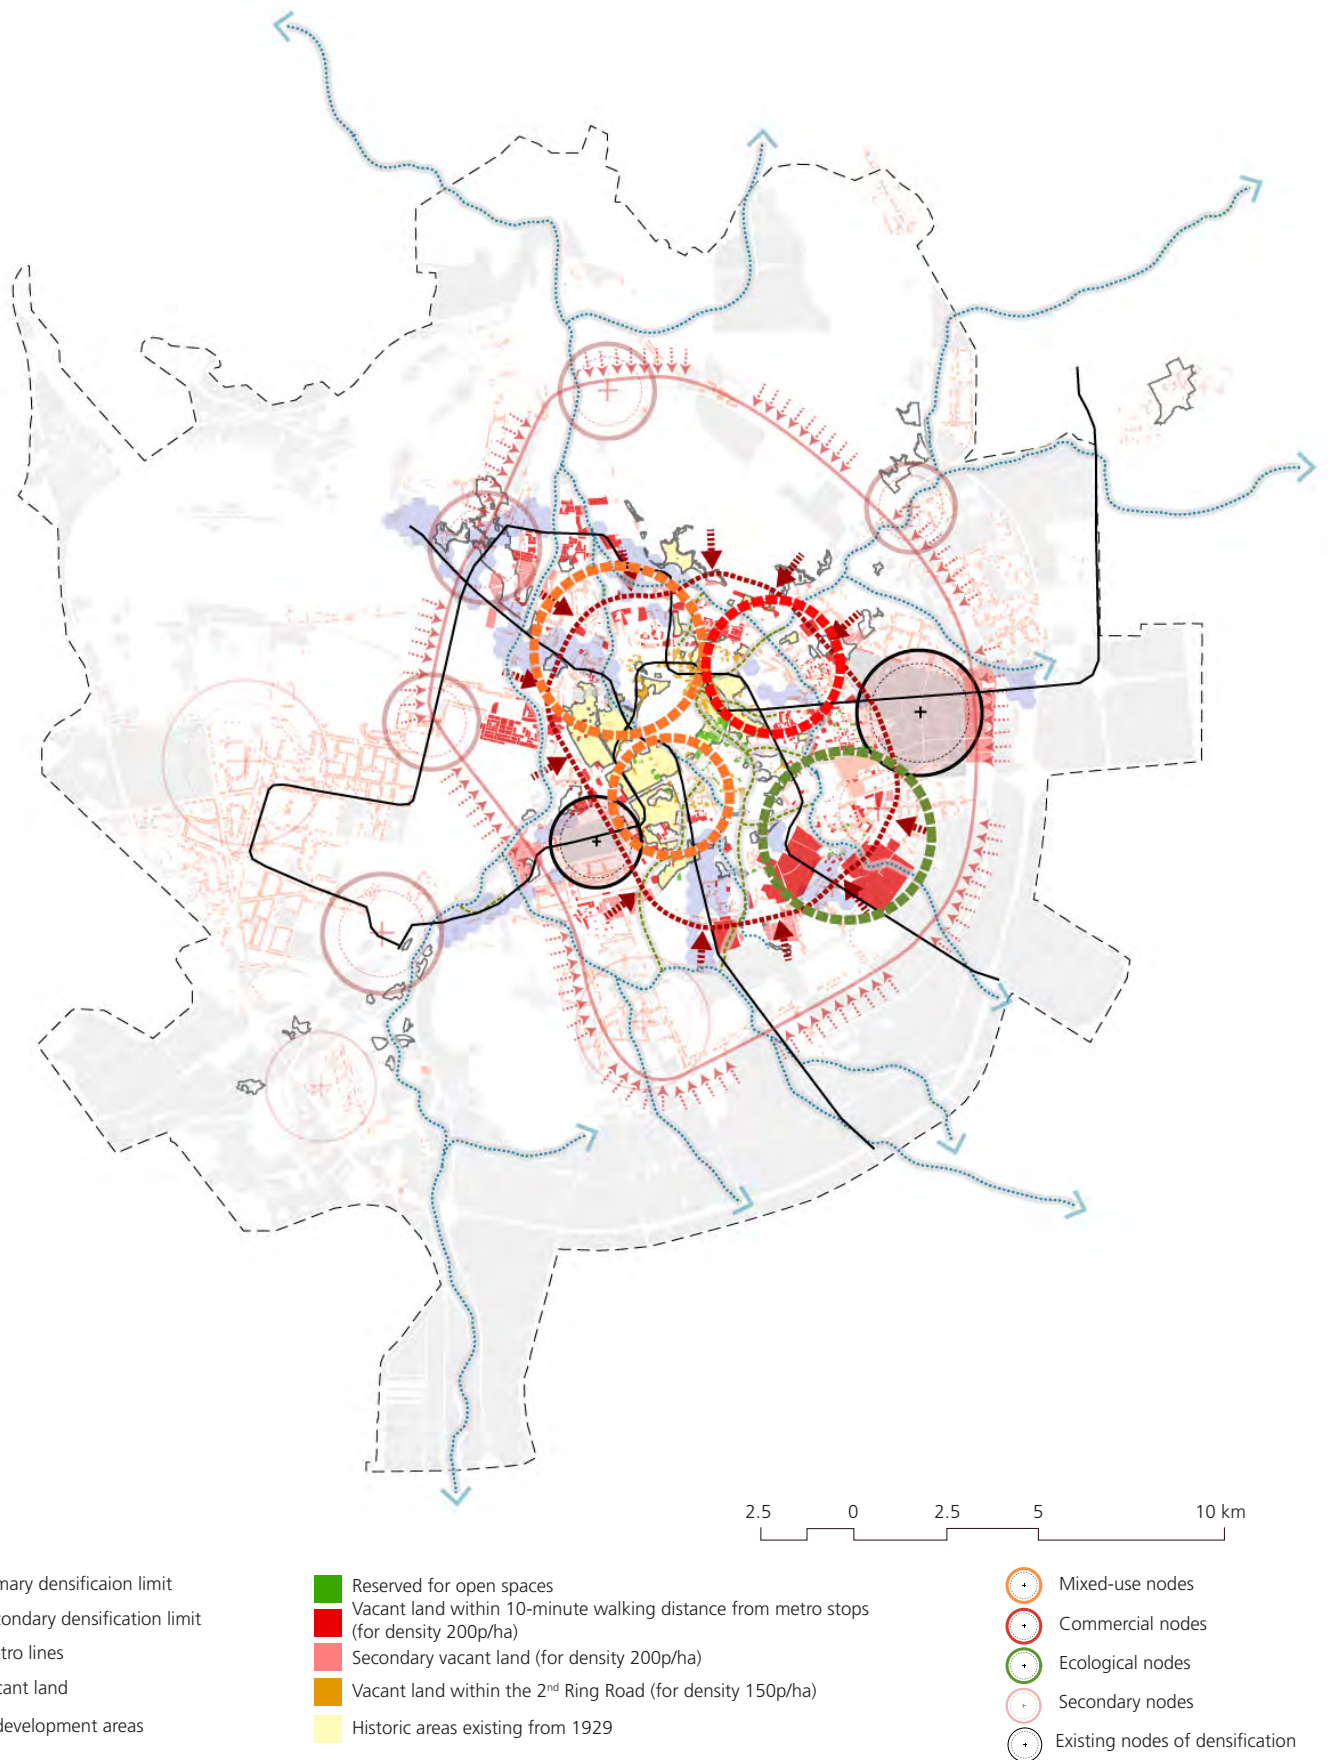 2.5 0 2.5 5 10 km
mary densificaion limit
ondary densification limit
tro lines
cant land
development areas
Reserved for open spaces
Vacant land within 10-minute walking distance from metro stops
(for density 200p/ha)
Secondary vacant land (for density 200p/ha)
Vacant land within the 2nd Ring Road (for density 150p/ha)
Historic areas existing from 1929
Mixed-use nodes
Commercial nodes
Ecological nodes
Secondary nodes
Existing nodes of densification